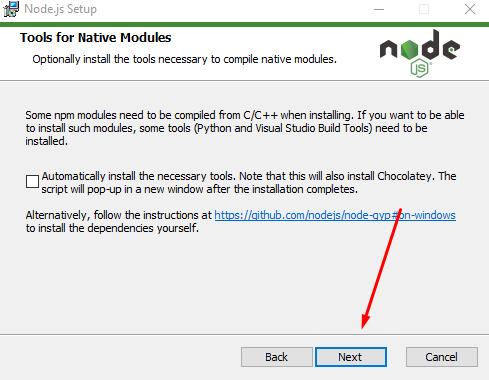 Node.js Setup
Tools for Native Modules
Optionally install the tools necessary to compile native modules.
node
JS
Some npm modules need to be compiled from C/C++ when installing. If you want to be able
to install such modules, some tools (Python and Visual Studio Build Tools) need to be
installed.
Automatically install the necessary tools. Note that this will also install Chocolatey. The
script will pop-up in a new window after the installation completes.
Alternatively, follow the instructions at https://github.com/nodejs/node-gyp#on-windows
to install the dependencies yourself.
Back
Next
Cancel